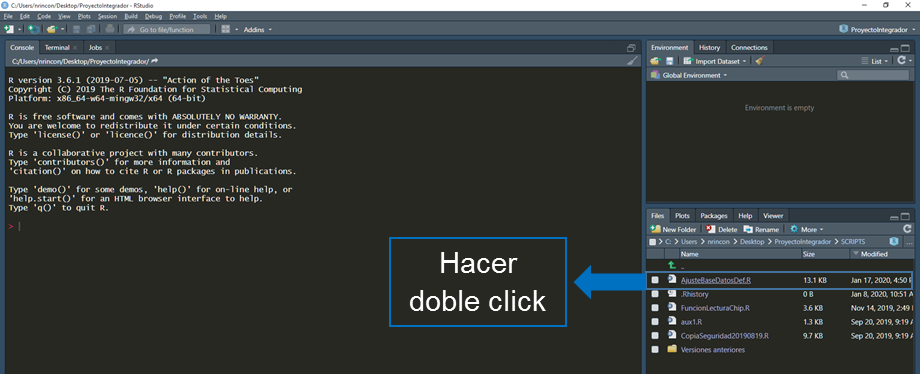 C:/Users/nrincon/Desktop/ProyectoIntegrador - RStudio
File Edit Code View Plots Session Build Debug Profile Tools Help
Go to file/function
Addins
ProyectoIntegrador
Console Terminal Jobs
C:/Users/nrincon/Desktop/ProyectoIntegrador/
R version 3.6.1 (2019-07-05) -- "Action of the Toes"
Copyright (C) 2019 The R Foundation for Statistical Computing
Platform: x86_64-w64-mingw32/x64 (64-bit)
R is free software and comes with ABSOLUTELY NO WARRANTY.
You are welcome to redistribute it under certain conditions.
Type 'license()' or 'licence()' for distribution details.
R is a collaborative project with many contributors.
Type 'contributors()' for more information and
'citation()' on how to cite R or R packages in publications.
Type 'demo()' for some demos, 'help()' for on-line help, or
'help.start()' for an HTML browser interface to help.
Type 'q()' to quit R.
>
Hacer
doble click
Environment History Connections
Import Dataset
List
Global Environment
Environment is empty
Files Plots Packages Help Viewer
New Folder Delete Rename More
C: > Users > nrincon > Desktop > ProyectoIntegrador > SCRIPTS
Name Size Modified
..
AjusteBaseDatosDef.R 13.1 KB Jan 17, 2020, 4:50
.Rhistory 0 B Jan 8, 2020, 10:51 A
FuncionLecturaChip.R 3.6 KB Nov 14, 2019, 2:49
aux1.R 1.3 KB Sep 20, 2019, 9:19 A
CopiaSeguridad20190819.R 9.7 KB Sep 20, 2019, 9:19 A
Versiones anteriores